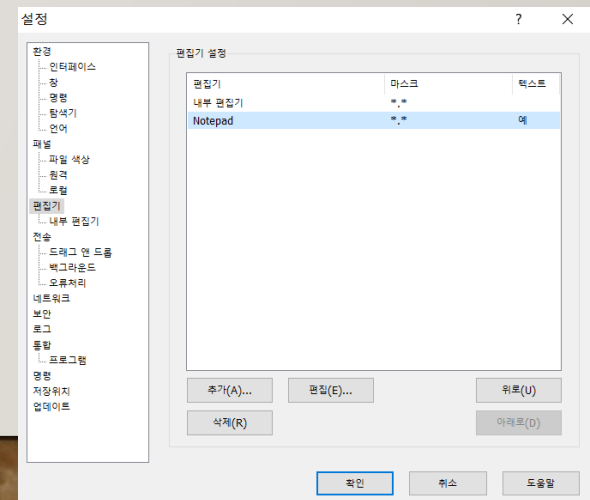 설정
?
환경
인터페이스
창
명령
탐색기
언어
패널
파일 색상
원격
로컬
편집기
내부 편집기
전송
드래그 앤 드롭
백그라운드
오류처리
네트워크
보안
로그
통합
프로그램
명령
저장위치
업데이트
편집기 설정
편집기 마스크 텍스트
내부 편집기 *.*
Notepad *.* 예
추가(A)... 편집(E)... 위로(U)
삭제(R) 아래로(D)
확인 취소 도움말